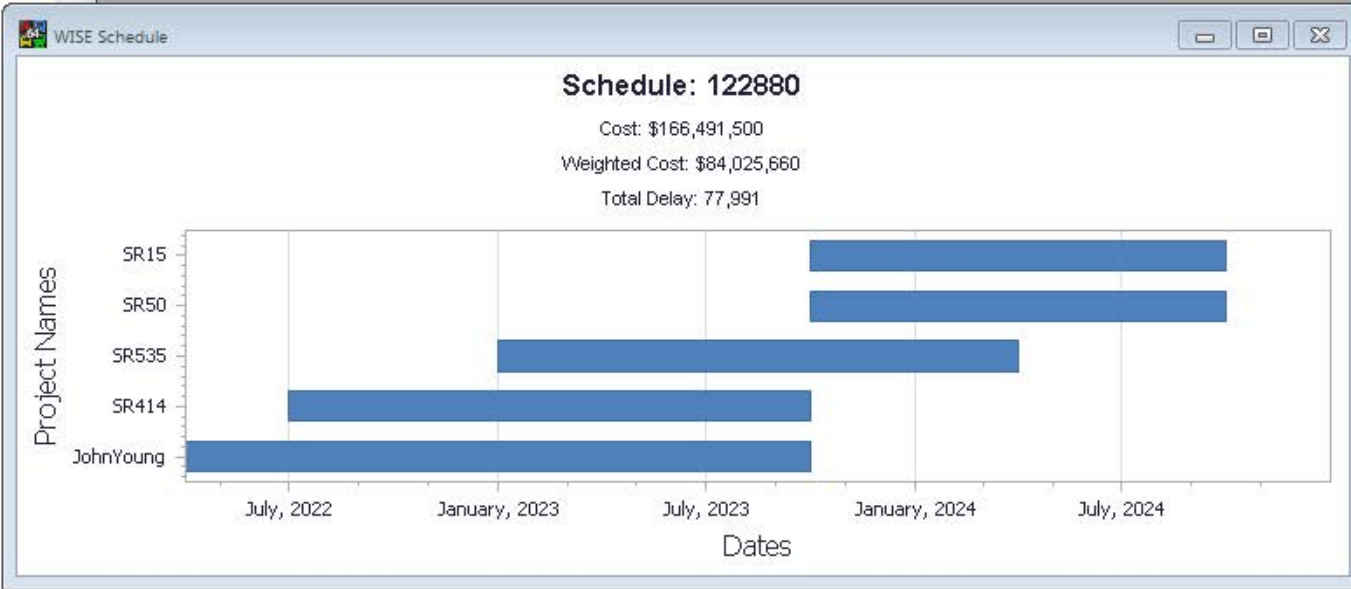 WISE Schedule
Schedule: 122880
Cost: $166,491,500
Weighted Cost: $84,025,660
Total Delay: 77,991
Project Names
SR15
SR50
SR535
SR414
JohnYoung
July, 2022 January, 2023 July, 2023 January, 2024 July, 2024
Dates